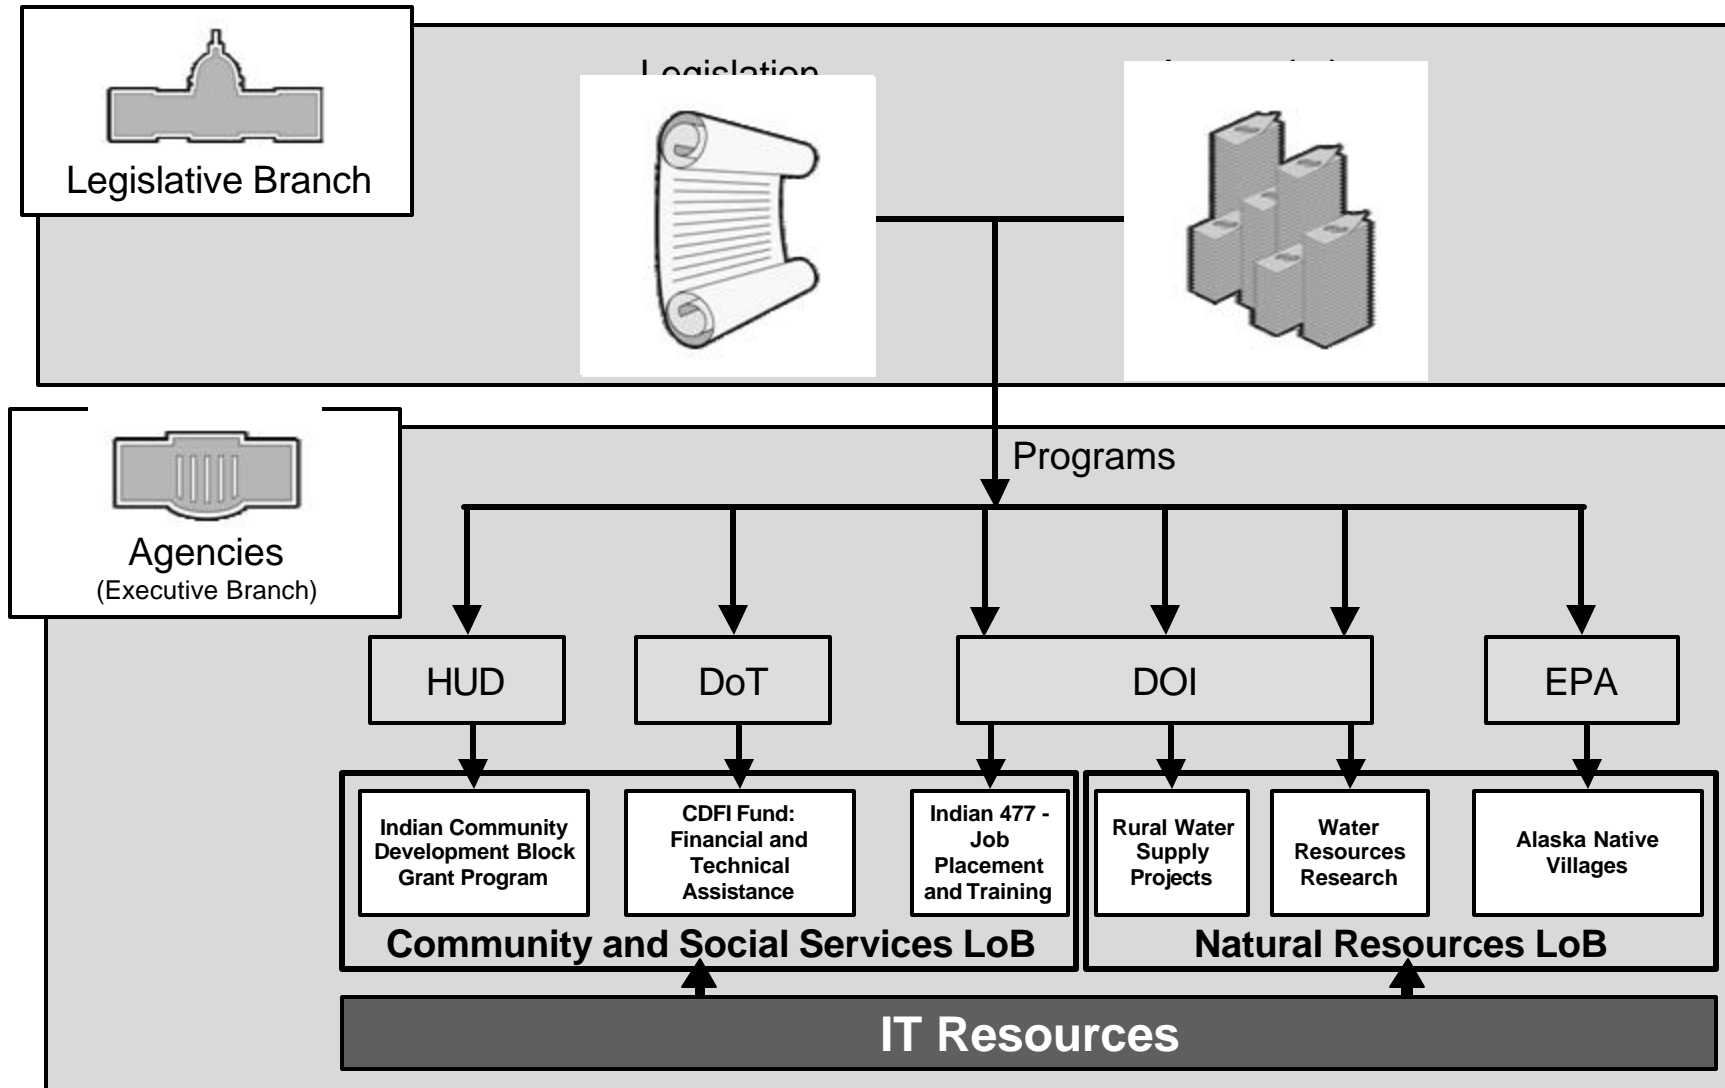 Legislative Branch
Legislation
Agencies
(Executive Branch)
Programs
HUD
DoT
DOI
EPA
Indian Community
Development Block
Grant Program
CDFI Fund:
Financial and
Technical
Assistance
Indian 477 -
Job
Placement
and Training
Rural Water
Supply
Projects
Water
Resources
Research
Alaska Native
Villages
Community and Social Services LoB
Natural Resources LoB
IT Resources